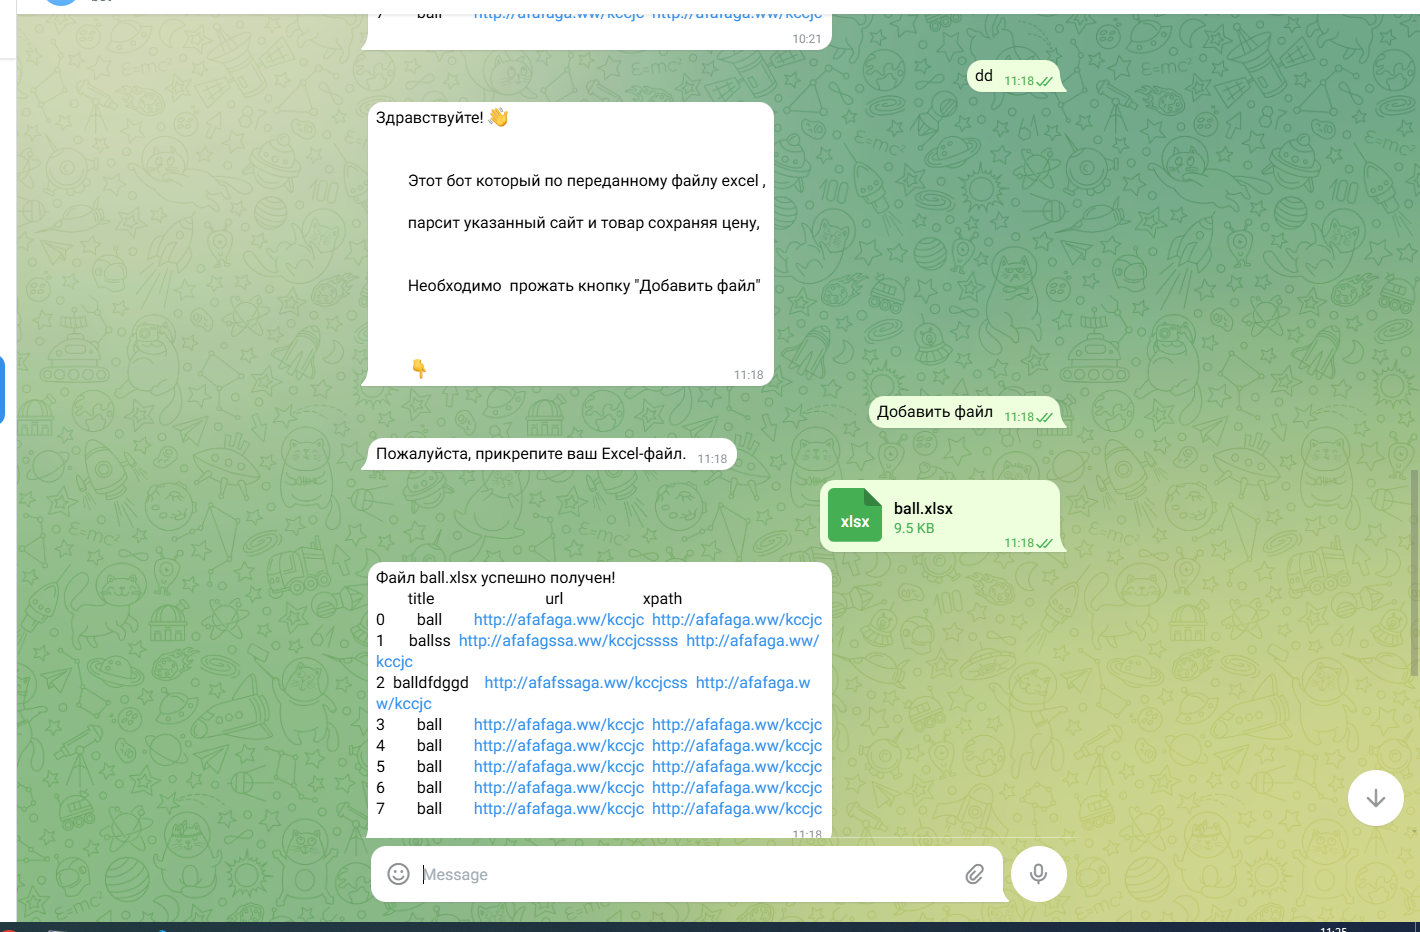 7 ball http://afafaga.ww/kccjc http://afafaga.ww/kccjc
10:21
dd 11:18
Здравствуйте! 👋
Этот бот который по переданному файлу excel ,
парсит указанный сайт и товар сохраняя цену,
Необходимо  прожать кнопку "Добавить файл"
👇 11:18
Добавить файл 11:18
Пожалуйста, прикрепите ваш Excel-файл. 11:18
xlsx
ball.xlsx
9.5 KB
11:18
Файл ball.xlsx успешно получен!
title url xpath
0 ball http://afafaga.ww/kccjc http://afafaga.ww/kccjc
1 ballss http://afafagssa.ww/kccjcssss http://afafaga.ww/
kccjc
2 balldfdggd http://afafssaga.ww/kccjcss http://afafaga.w
w/kccjc
3 ball http://afafaga.ww/kccjc http://afafaga.ww/kccjc
4 ball http://afafaga.ww/kccjc http://afafaga.ww/kccjc
5 ball http://afafaga.ww/kccjc http://afafaga.ww/kccjc
6 ball http://afafaga.ww/kccjc http://afafaga.ww/kccjc
7 ball http://afafaga.ww/kccjc http://afafaga.ww/kccjc
11:18
Message